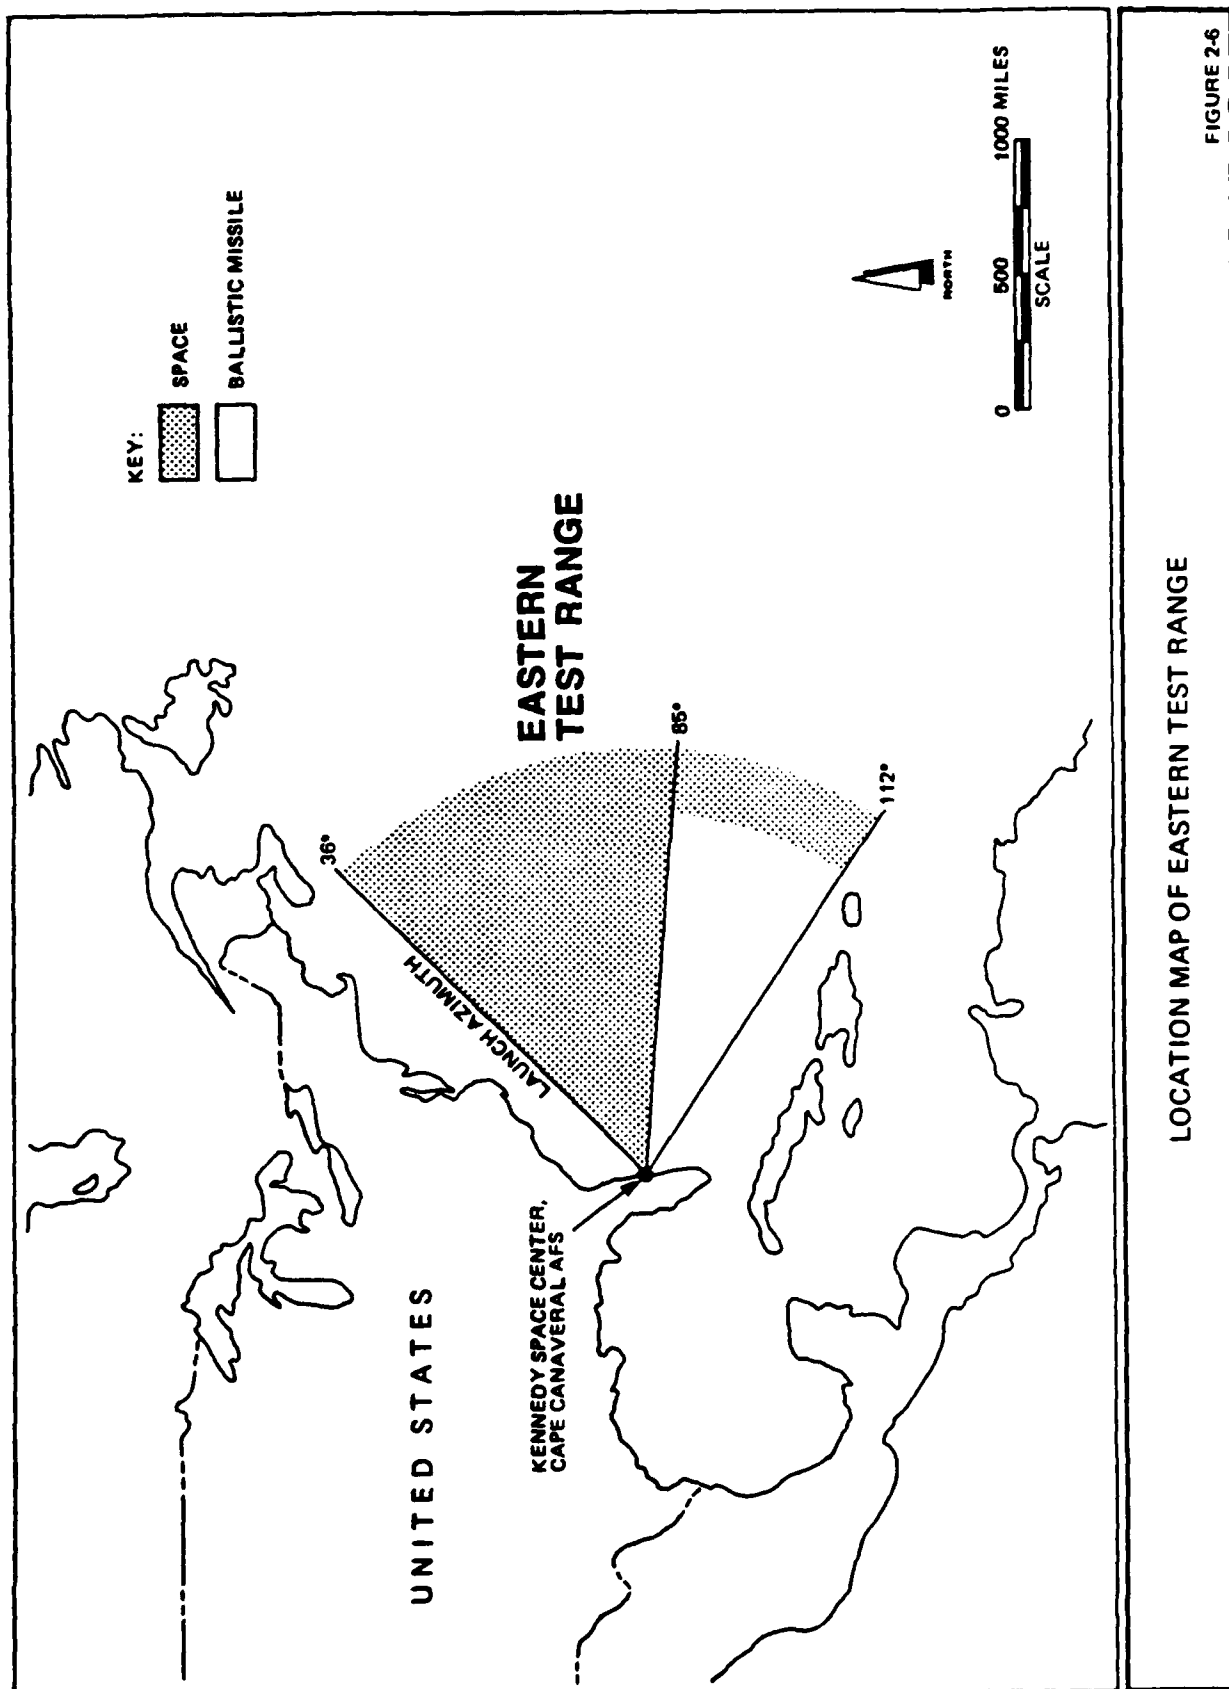 KEY:
SPACE
BALLISTIC MISSILE
EASTERN
TEST RANGE
36°
LAUNCH AZIMUTH
UNITED STATES
KENNEDY SPACE CENTER,
CAPE CANAVERAL AFS
112°
NORTH
0 500 1000 MILES
SCALE
LOCATION MAP OF EASTERN TEST RANGE
FIGURE 2-6